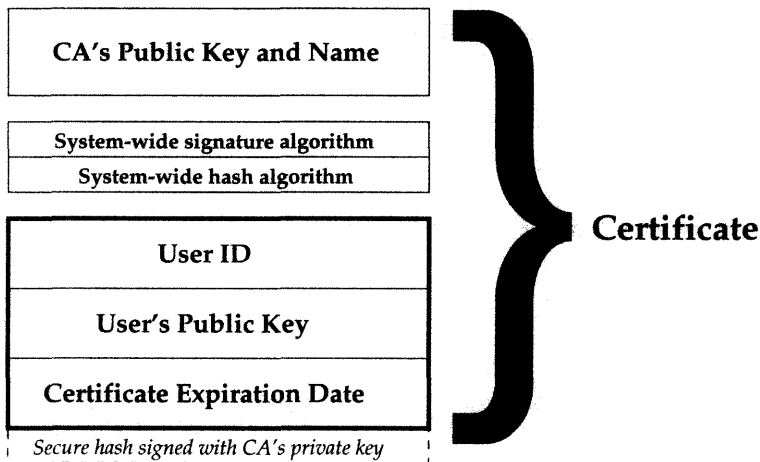 CA's Public Key and Name
System-wide signature algorithm
System-wide hash algorithm
User ID
User's Public Key
Certificate Expiration Date
Secure hash signed with CA's private key
Certificate